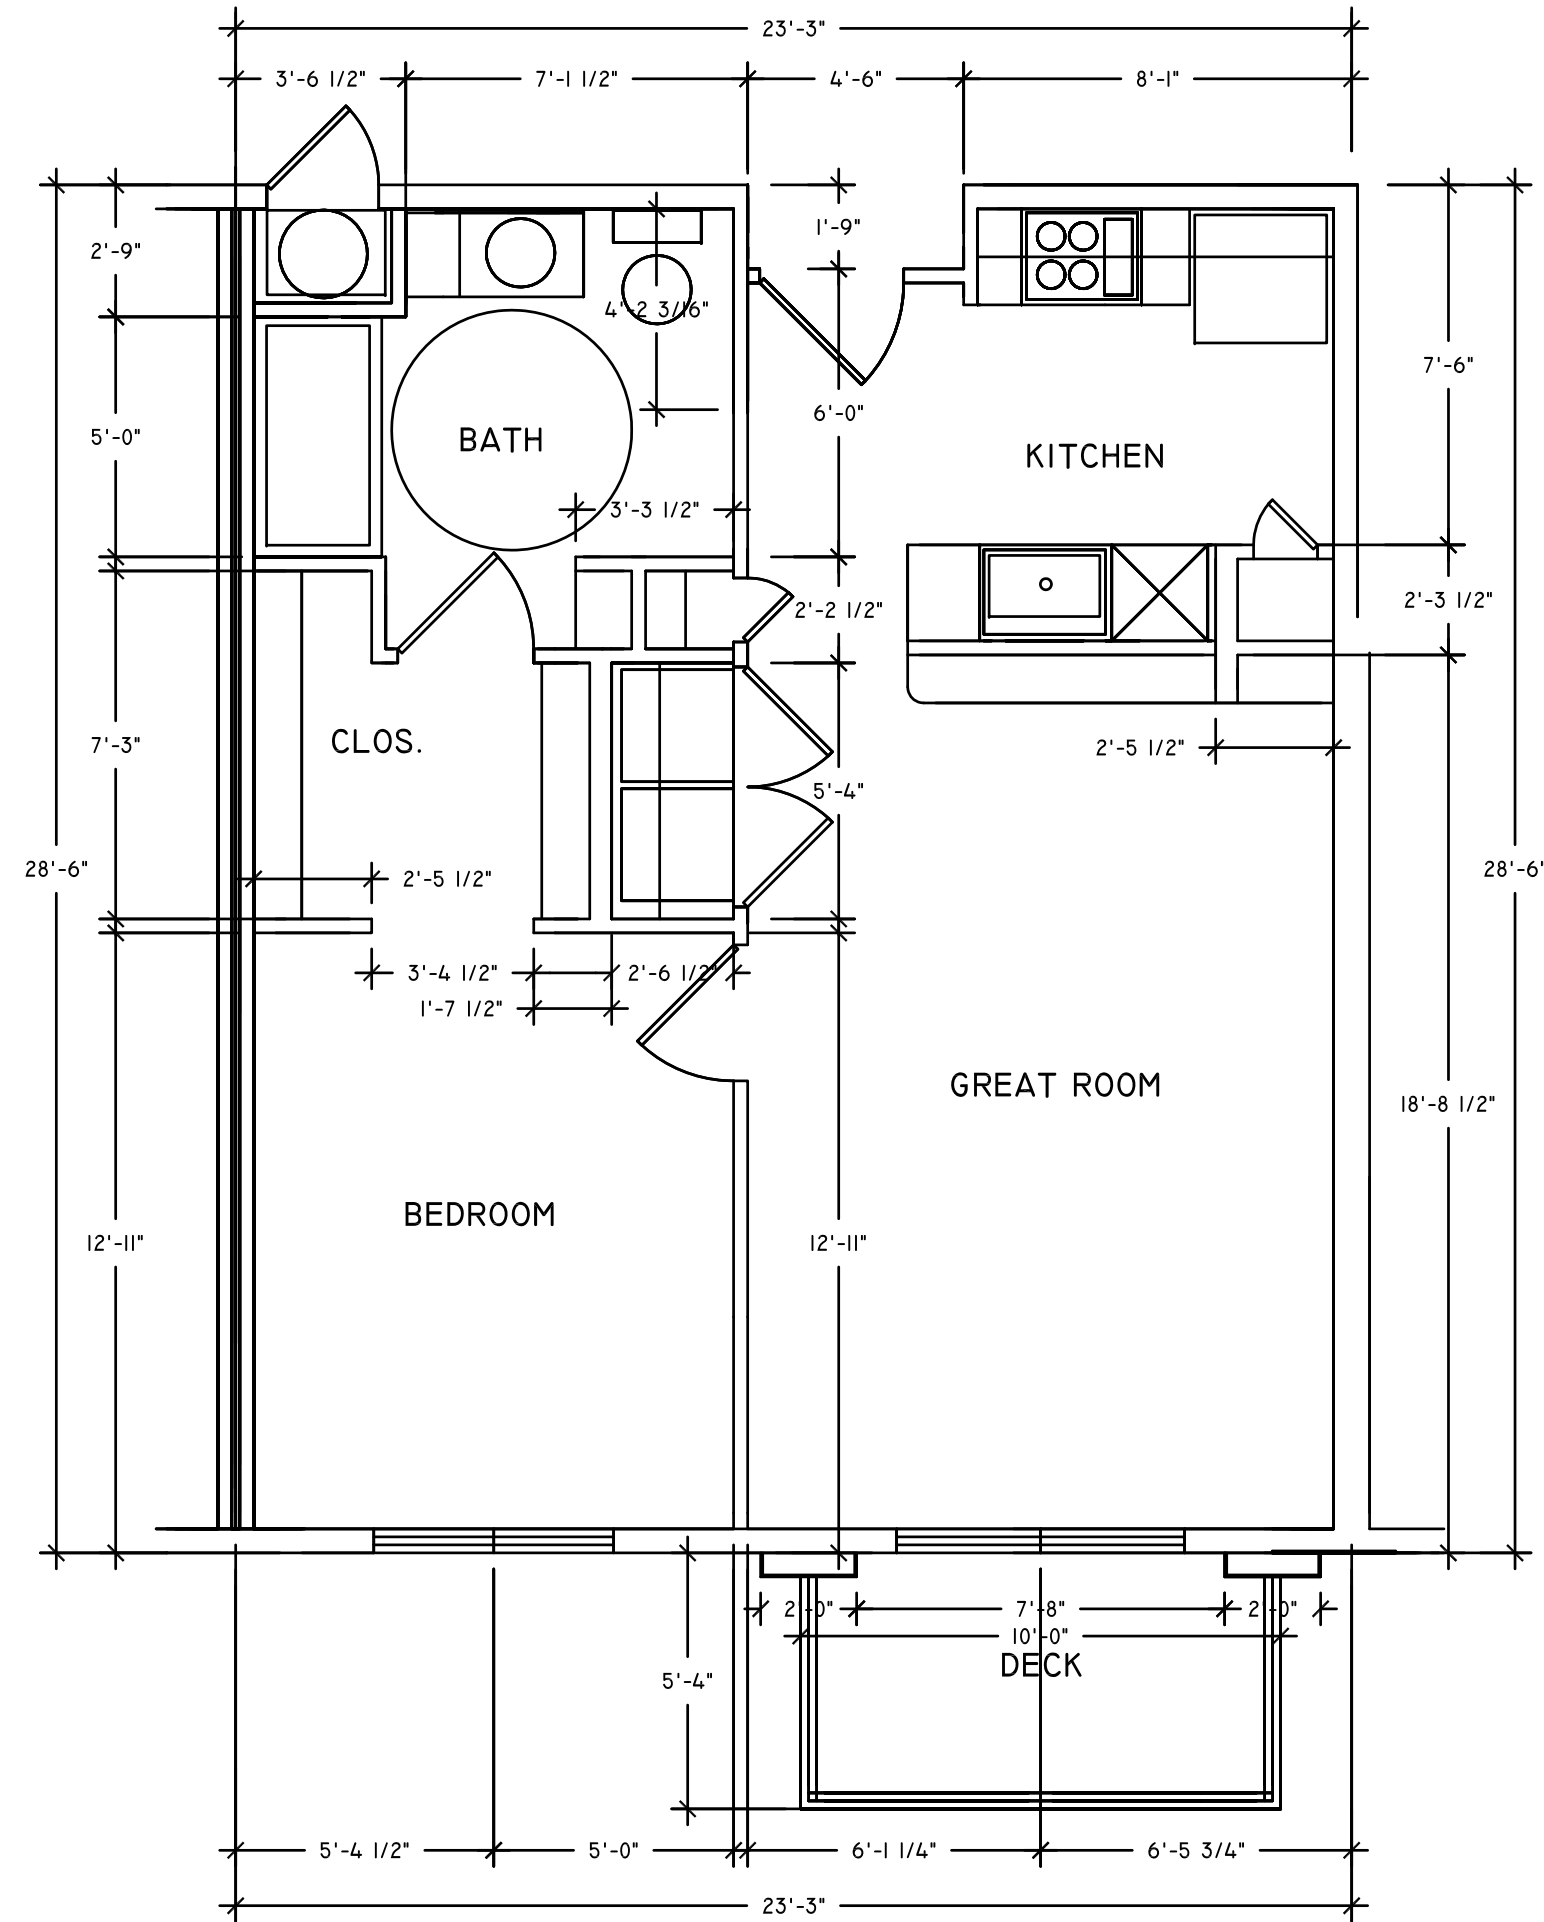 23'-3"
3'-6 1/2" 7'-1 1/2" 4'-6" 8'-1"
1'-9"
2'-9"
4'-2 3/16"
7'-6"
6'-0"
5'-0"
BATH
KITCHEN
3'-3 1/2"
2'-3 1/2"
2'-2 1/2"
CLOS.
7'-3"
2'-5 1/2"
5'-4"
28'-6"
28'-6'
2'-5 1/2"
3'-4 1/2" 2'-6 1/2"
1'-7 1/2"
GREAT ROOM
18'-8 1/2"
BEDROOM
12'-11" 12'-11"
2'-0" 7'-8" 2'-0"
10'-0"
DECK
5'-4"
5'-4 1/2" 5'-0" 6'-1 1/4" 6'-5 3/4"
23'-3"